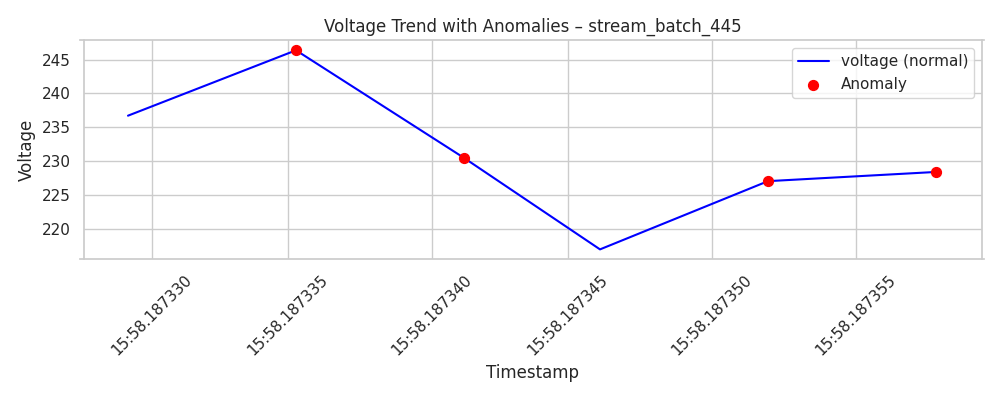 Voltage Trend with Anomalies – stream_batch_445
voltage (normal)
Anomaly
Voltage
245
240
235
230
225
220
15:58.187330
15:58.187335
15:58.187340
15:58.187345
15:58.187350
15:58.187355
Timestamp